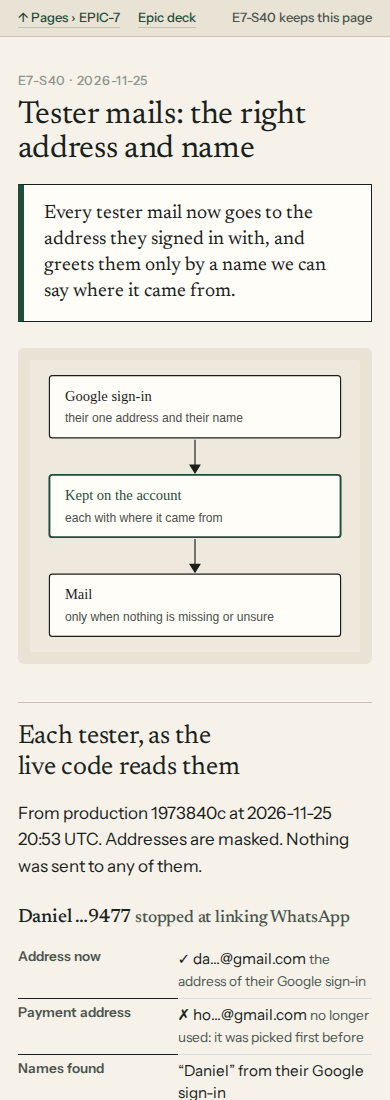 ↑ Pages › EPIC-7 Epic deck E7-S40 keeps this page
E7-S40 · 2026-11-25
Tester mails: the right
address and name
Every tester mail now goes to the
address they signed in with, and
greets them only by a name we can
say where it came from.
Google sign-in
their one address and their name
Kept on the account
each with where it came from
Mail
only when nothing is missing or unsure
Each tester, as the
live code reads them
From production 1973840c at 2026-11-25
20:53 UTC. Addresses are masked. Nothing
was sent to any of them.
Daniel …9477 stopped at linking WhatsApp
Address now ✓ da…@gmail.com the
address of their Google sign-in
Payment address ✗ ho…@gmail.com no longer
used: it was picked first before
Names found “Daniel” from their Google
sign-in